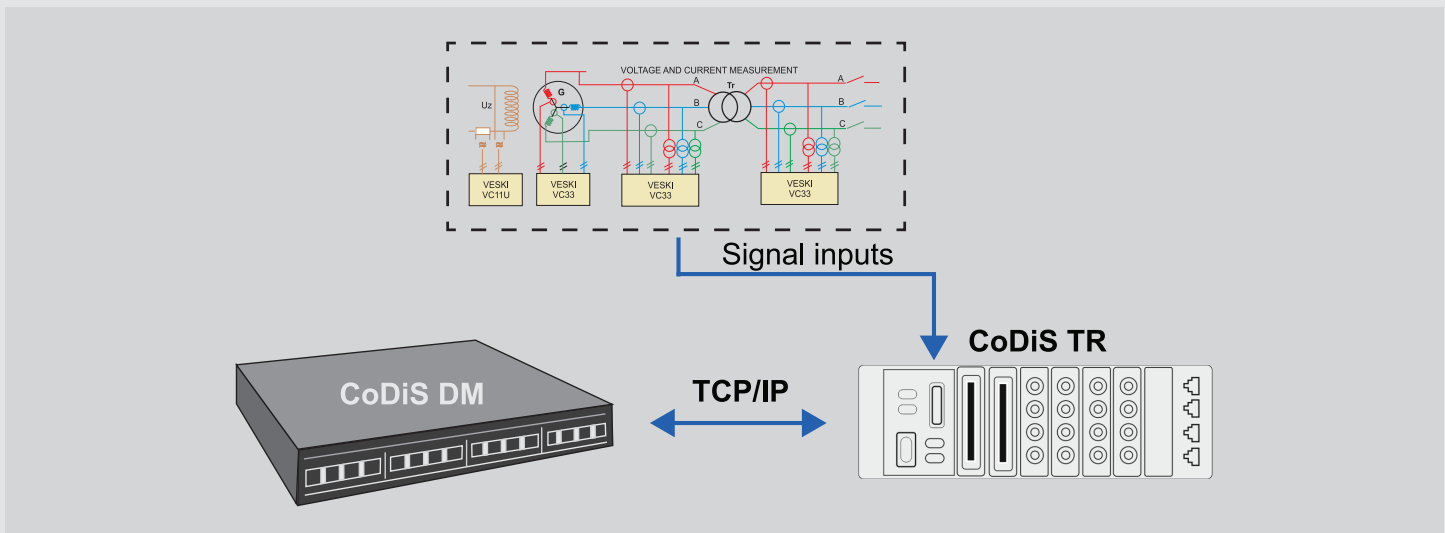 VOLTAGE AND CURRENT MEASUREMENT
A
Tr
A
Uz
G
B
B
C
C
VESKI
VC11U
VESKI
VC33
VESKI
VC33
VESKI
VC33
Signal inputs
CoDiS TR
CoDiS DM
TCP/IP